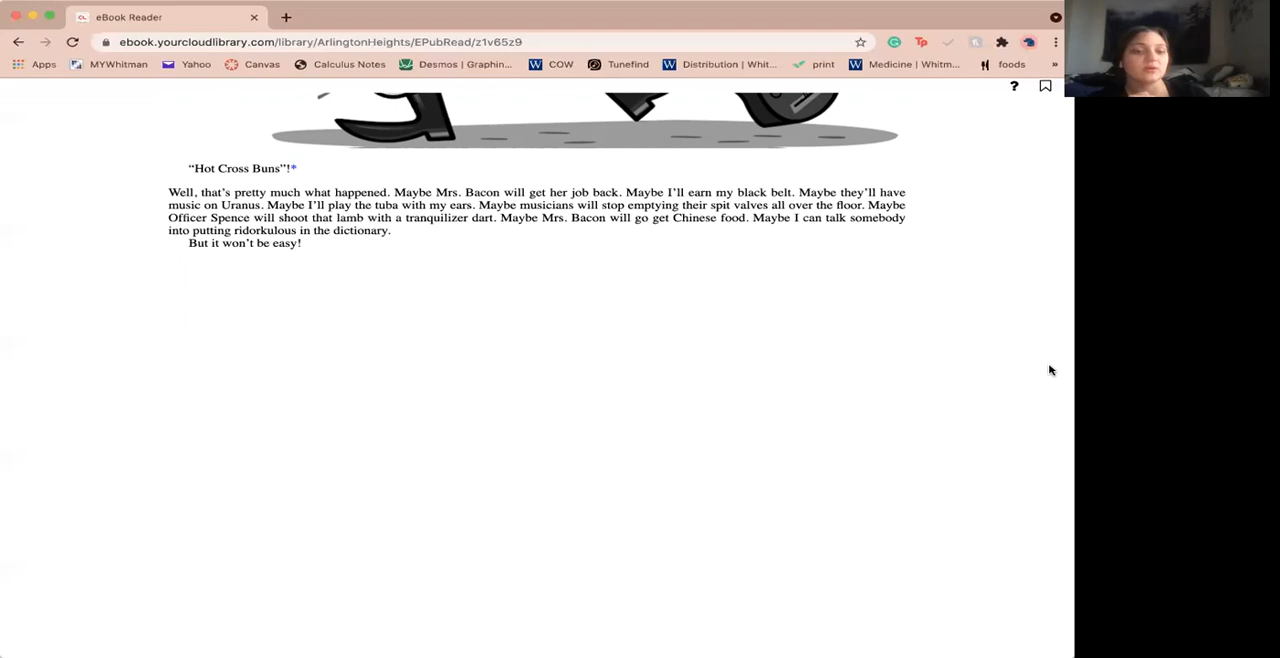 CL eBook Reader
ebook.yourcloudlibrary.com/library/ArlingtonHeights/EPubRead/z1v65z9
Apps MYWhitman Yahoo Canvas Calculus Notes Desmos | Graphin... W COW Tunefind W Distribution | Whit... print W Medicine | Whitm... foods »
?
“Hot Cross Buns”!*
Well, that’s pretty much what happened. Maybe Mrs. Bacon will get her job back. Maybe I’ll earn my black belt. Maybe they’ll have
music on Uranus. Maybe I’ll play the tuba with my ears. Maybe musicians will stop emptying their spit valves all over the floor. Maybe
Officer Spence will shoot that lamb with a tranquilizer dart. Maybe Mrs. Bacon will go get Chinese food. Maybe I can talk somebody
into putting ridorkulous in the dictionary.
But it won’t be easy!